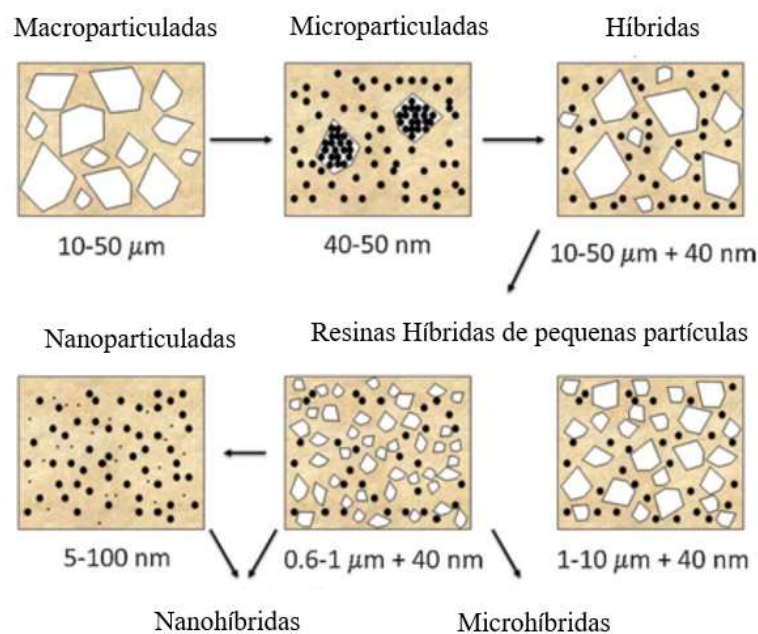 Macroparticuladas
Microparticuladas
Híbridas
10-50 μm
40-50 nm
10-50 μm + 40 nm
Nanoparticuladas
Resinas Híbridas de pequenas partículas
5-100 nm
0.6-1 μm + 40 nm
1-10 μm + 40 nm
Nanohíbridas
Microhíbridas